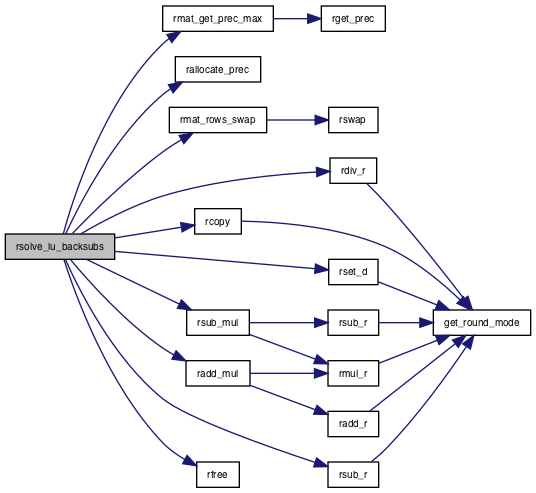 rmat_get_prec_max
rget_prec
rallocate_prec
rmat_rows_swap
rswap
rdiv_r
rcopy
rsolve_lu_backsubs
rset_d
rsub_mul
rsub_r
get_round_mode
radd_mul
rmul_r
radd_r
rfree
rsub_r